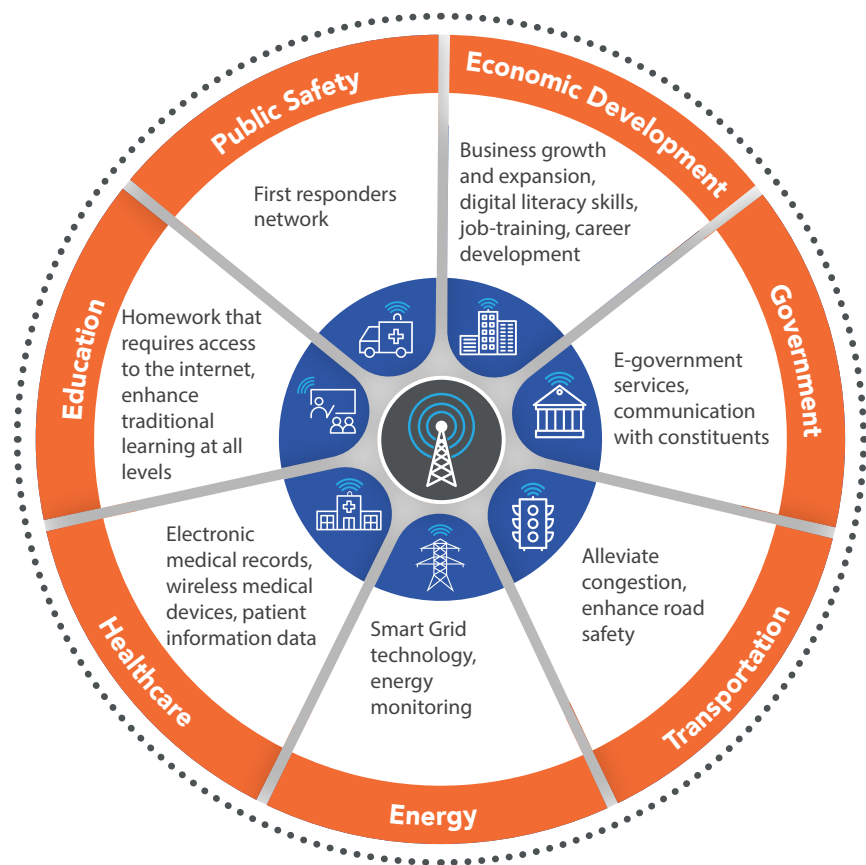 Public Safety
First responders
network
Economic Development
Business growth
and expansion,
digital literacy skills,
job-training, career
development
Government
E-government
services,
communication
with constituents
Transportation
Alleviate
congestion,
enhance road
safety
Energy
Smart Grid
technology,
energy
monitoring
Healthcare
Electronic
medical records,
wireless medical
devices, patient
information data
Education
Homework that
requires access
to the internet,
enhance
traditional
learning at all
levels